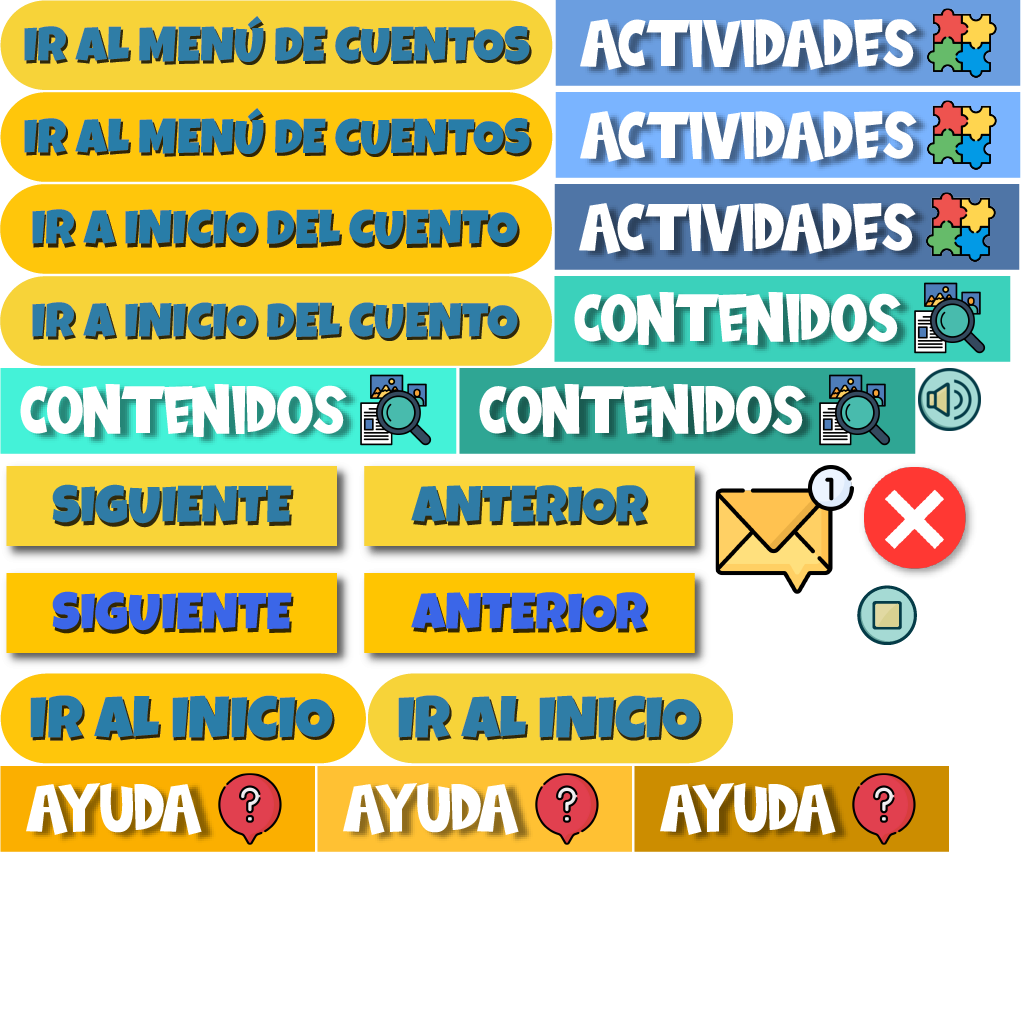 IR AL MENÚ DE CUENTOS
ACTIVIDADES
IR AL MENÚ DE CUENTOS
ACTIVIDADES
IR A INICIO DEL CUENTO
ACTIVIDADES
IR A INICIO DEL CUENTO
CONTENIDOS
CONTENIDOS
CONTENIDOS
SIGUIENTE
ANTERIOR
1
SIGUIENTE
ANTERIOR
IR AL INICIO
IR AL INICIO
AYUDA ?
AYUDA ?
AYUDA ?